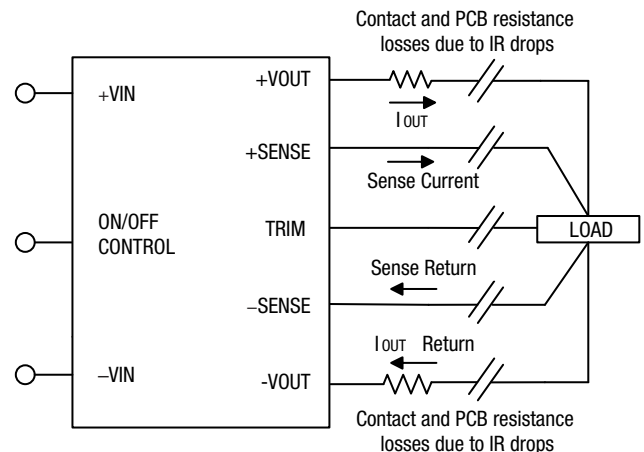 Contact and PCB resistance
losses due to IR drops
+VOUT
+VIN
IOUT
+SENSE
Sense Current
ON/OFF
CONTROL
TRIM
LOAD
Sense Return
−SENSE
IOUT Return
−VIN
-VOUT
Contact and PCB resistance
losses due to IR drops